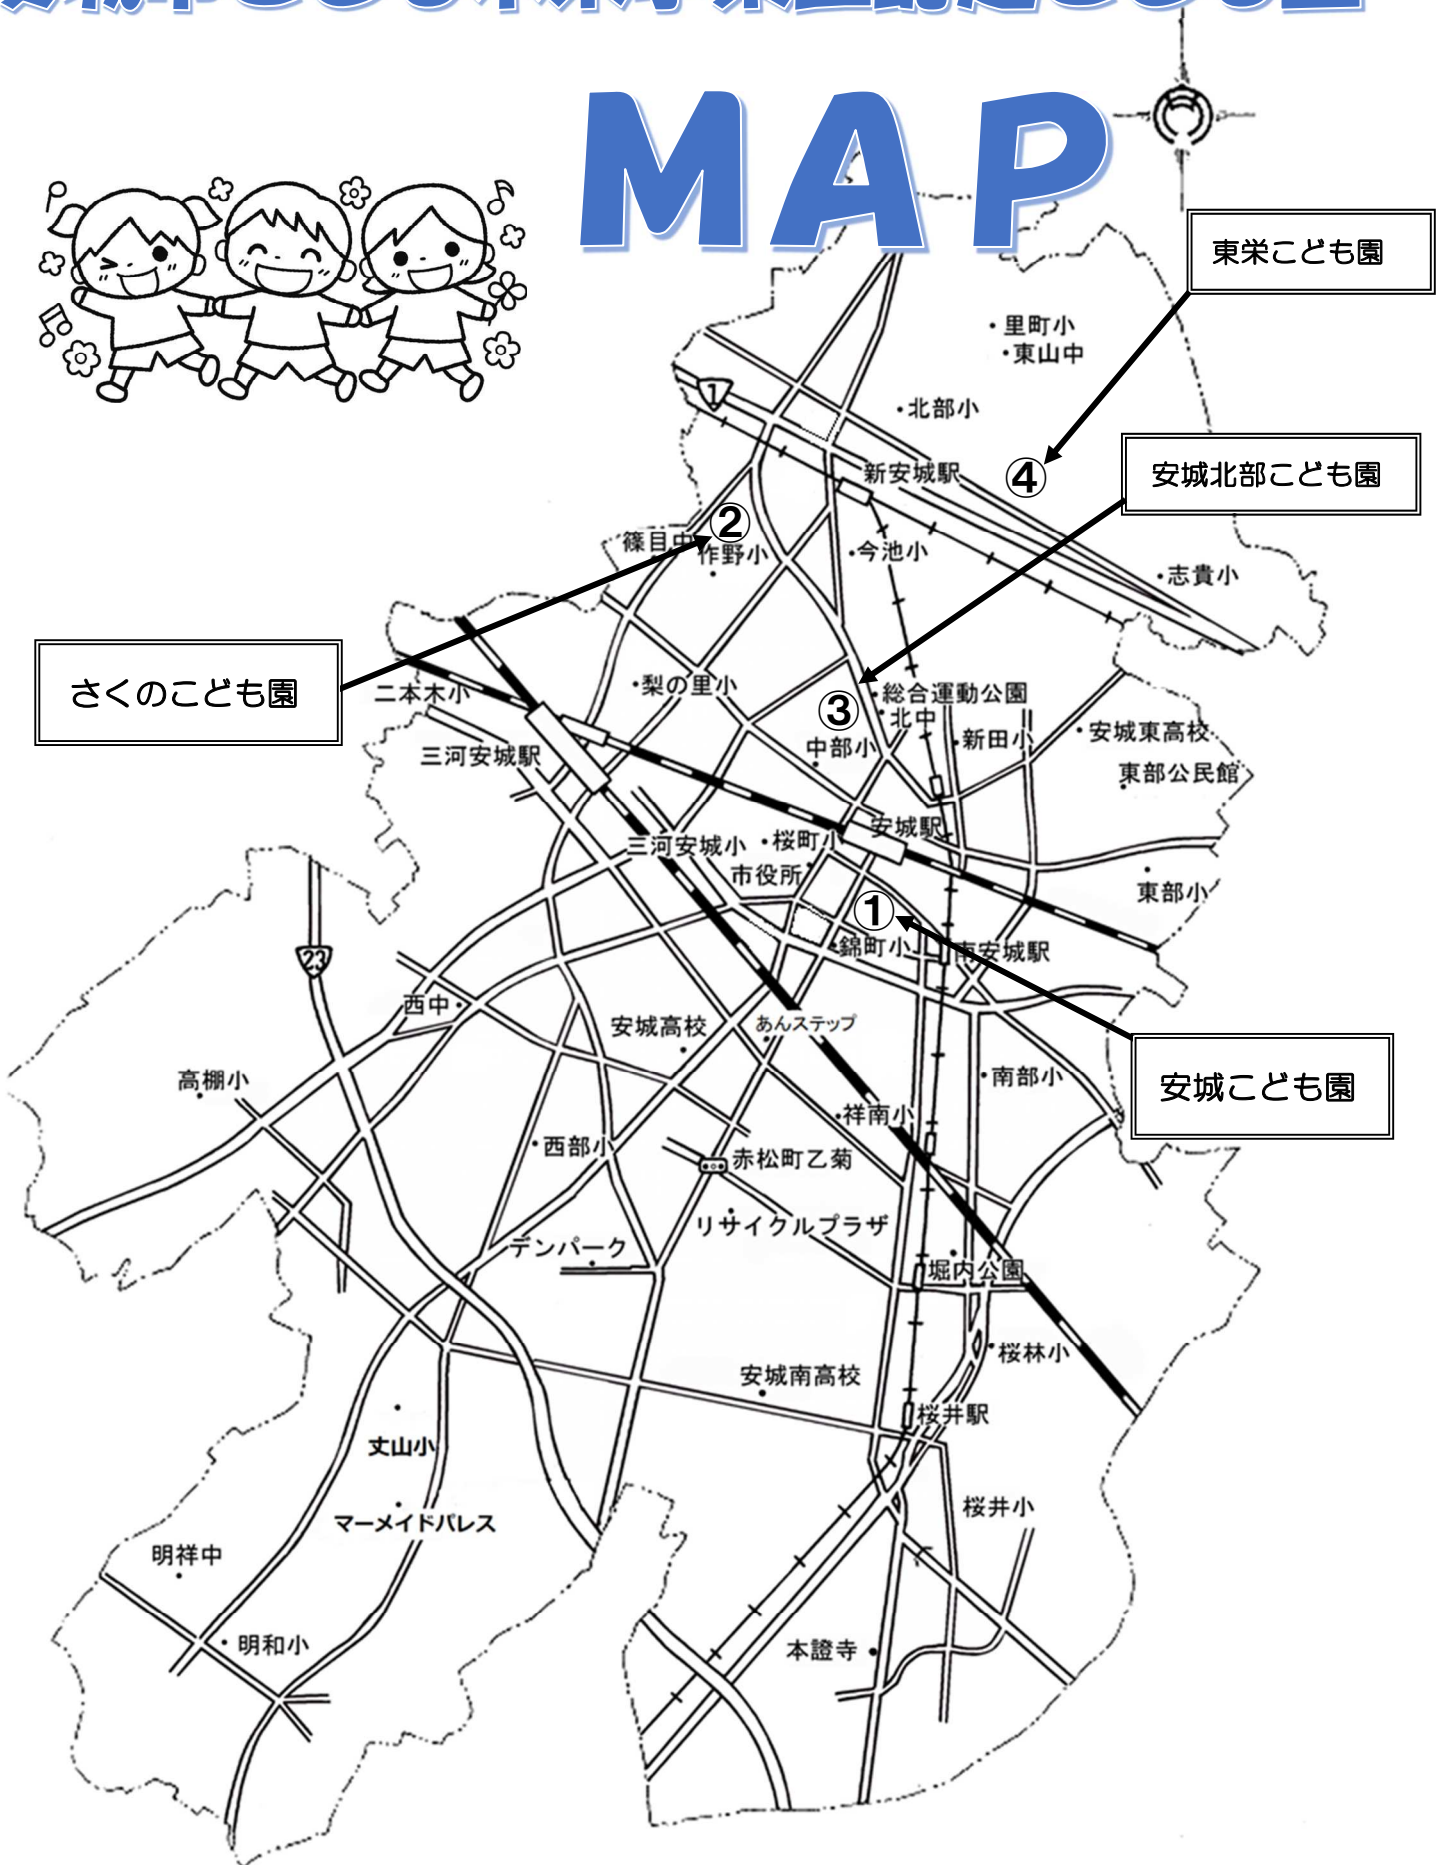 MAP
東栄こども園
・里町小
・東山中
1
・北部小
新安城駅
④
安城北部こども園
②
篠目中
作野小
・今池小
・志貴小
さくのこども園
二本木小
・梨の里小
・総合運動公園
③
・北中
中部小
・新田小
・安城東高校
三河安城駅
東部公民館
安城駅
三河安城小
・桜町小
市役所
東部小
①
・錦町小
南安城駅
23
西中・
安城高校
あんステップ
高棚小
・南部小
安城こども園
・祥南小
・西部小
赤松町乙菊
リサイクルプラザ
デンパーク
堀内公園
・桜林小
安城南高校
桜井駅
丈山小
桜井小
マーメイドパレス
明祥中
・明和小
本證寺